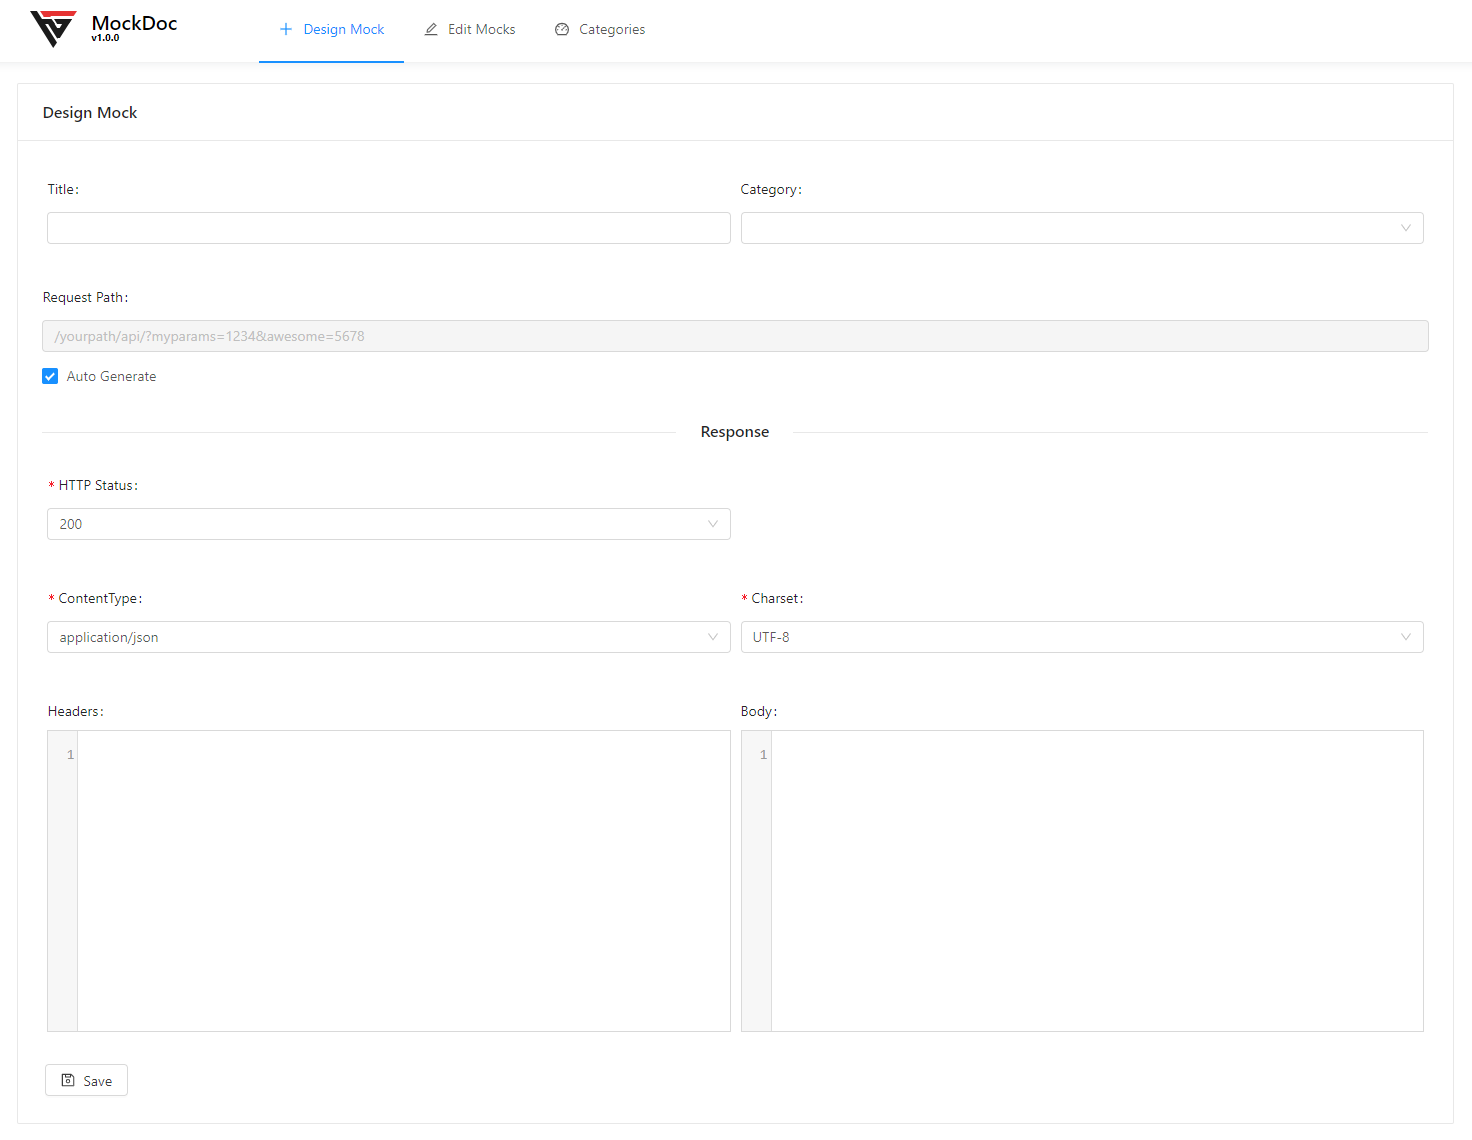 MockDoc
v1.0.0
Design Mock
Edit Mocks
Categories
Design Mock
Title:
Category:
Request Path:
/yourpath/api/?myparams=1234&awesome=5678
Auto Generate
Response
* HTTP Status:
200
* ContentType:
* Charset:
application/json
UTF-8
Headers:
Body:
1
1
Save